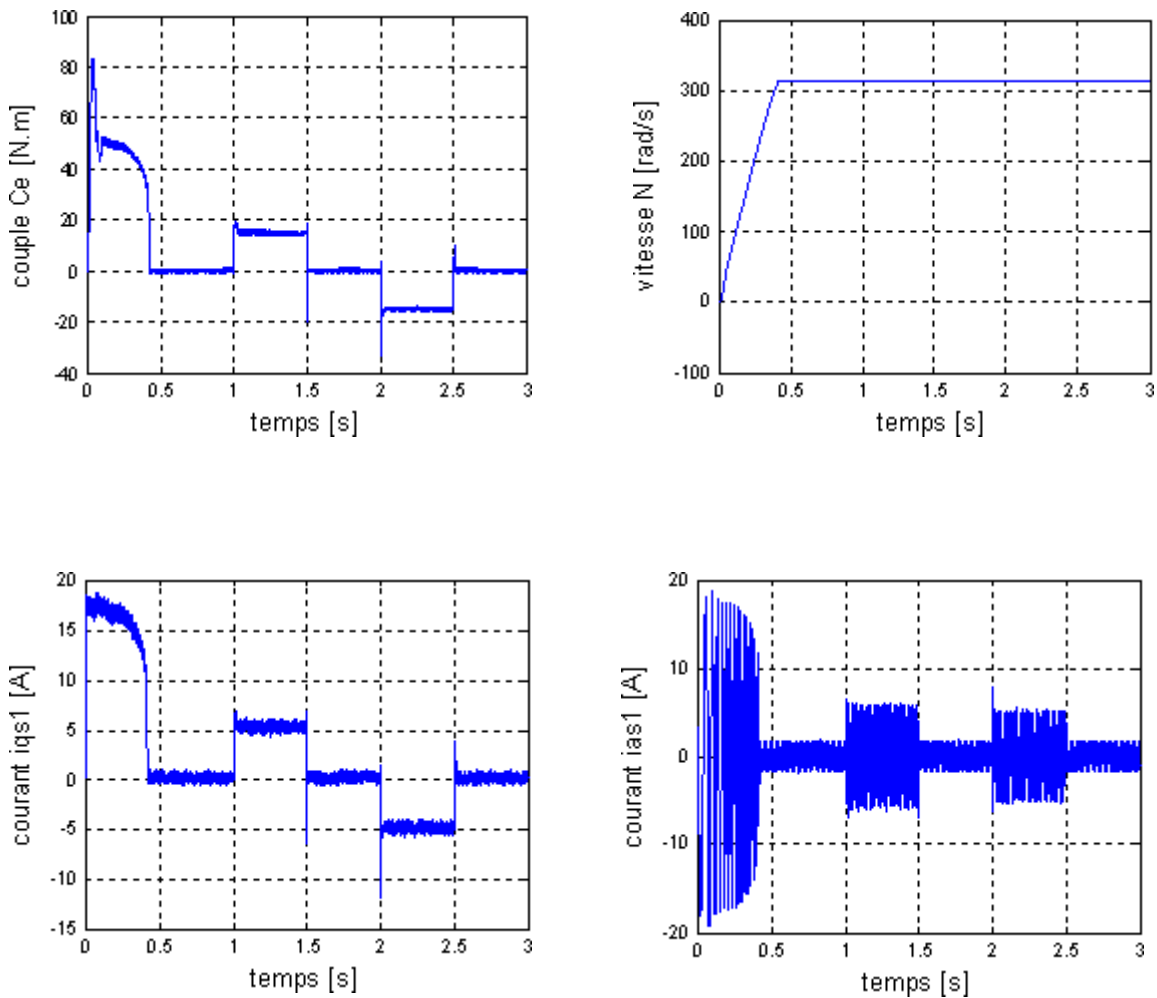 couple Ce [N.m]
100
80
60
40
20
0
-20
-40
0 0.5 1 1.5 2 2.5 3
temps [s]
vitesse N [rad/s]
400
300
200
100
0
-100
0 0.5 1 1.5 2 2.5 3
temps [s]
courant iqs1 [A]
20
15
10
5
0
-5
-10
-15
0 0.5 1 1.5 2 2.5 3
temps [s]
courant ias1 [A]
20
10
0
-10
-20
0 0.5 1 1.5 2 2.5 3
temps [s]